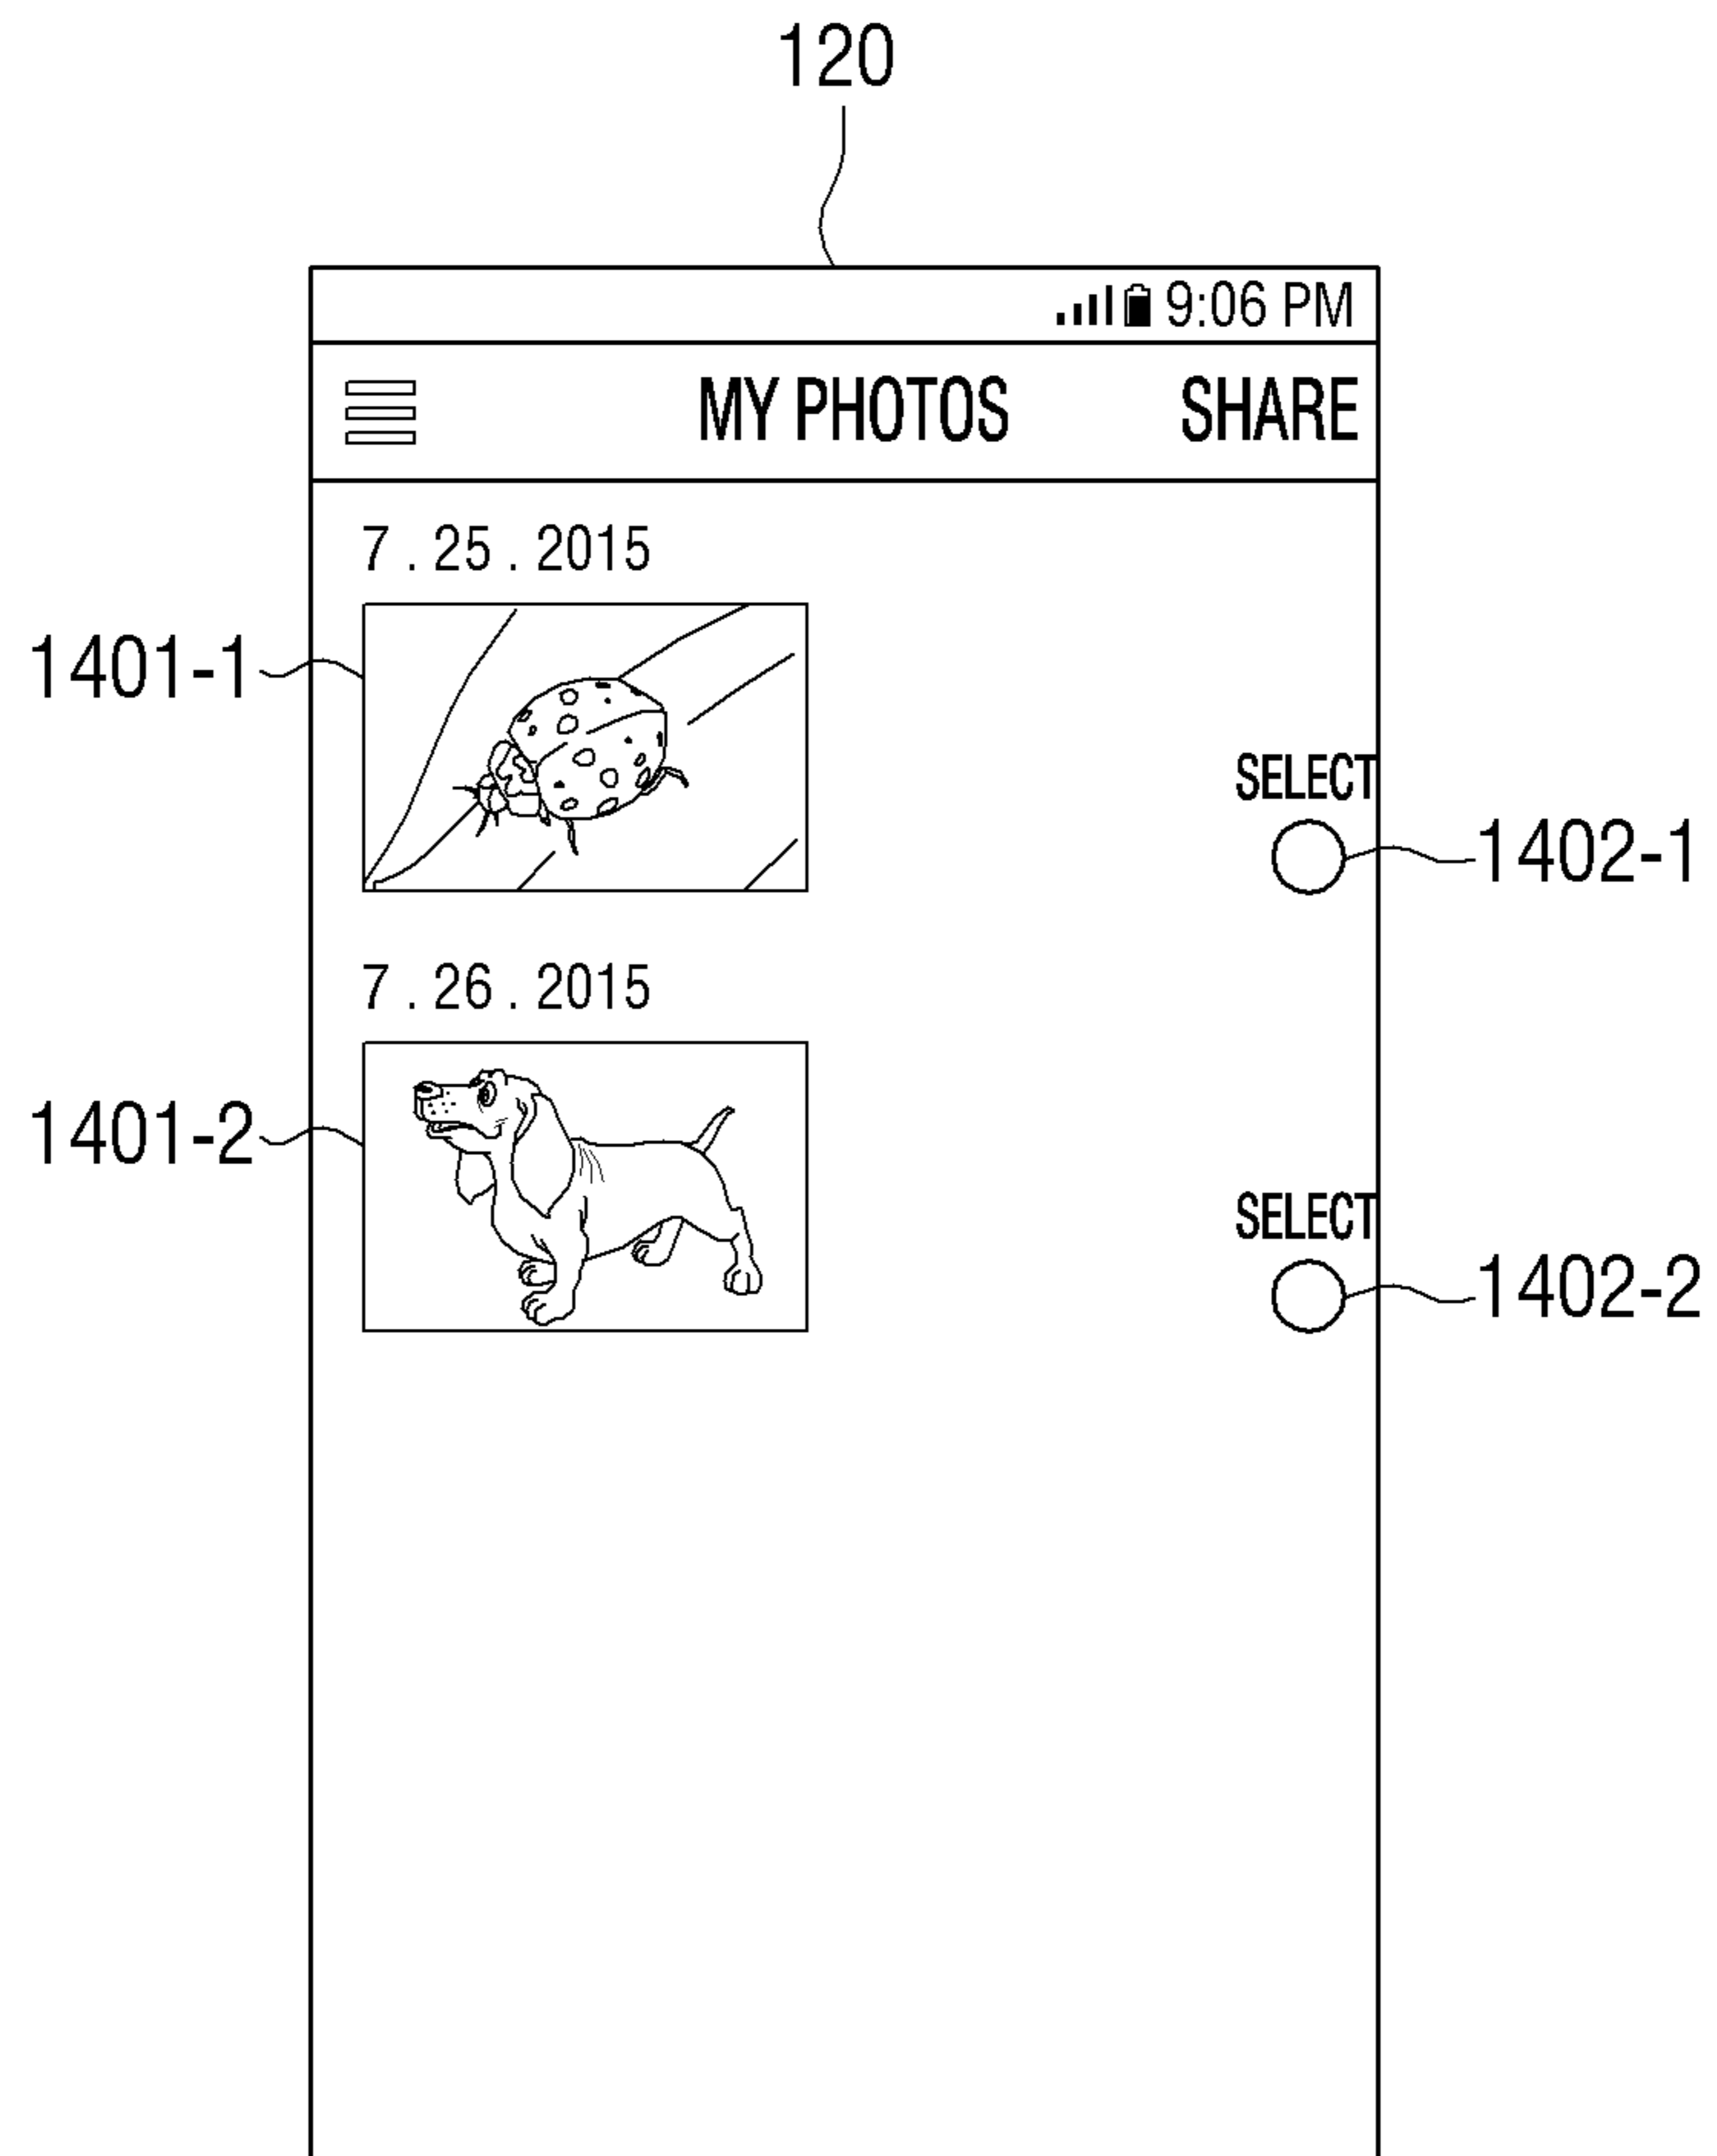 120
9:06 PM
MY PHOTOS SHARE
7 . 25 . 2015
1401-1
SELECT
1402-1
7 . 26 . 2015
1401-2
SELECT
1402-2